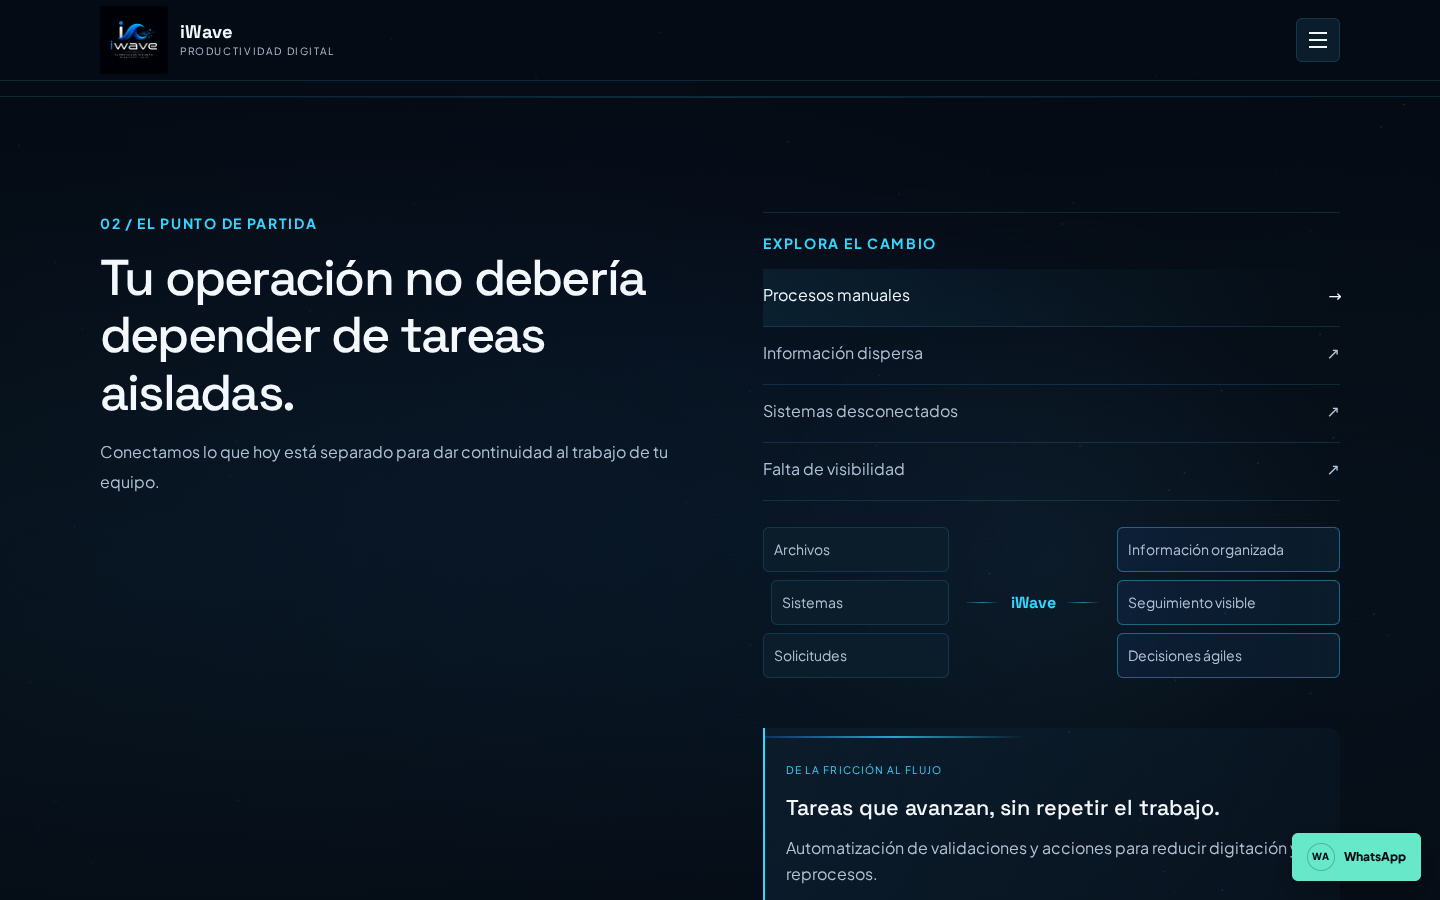 iwave
iWave
PRODUCTIVIDAD DIGITAL
02 / EL PUNTO DE PARTIDA
Tu operación no debería
depender de tareas
aisladas.
Conectamos lo que hoy está separado para dar continuidad al trabajo de tu
equipo.
EXPLORA EL CAMBIO
Procesos manuales →
Información dispersa ↗
Sistemas desconectados ↗
Falta de visibilidad ↗
Archivos
Sistemas
Solicitudes
iWave
Información organizada
Seguimiento visible
Decisiones ágiles
DE LA FRICCIÓN AL FLUJO
Tareas que avanzan, sin repetir el trabajo.
Automatización de validaciones y acciones para reducir digitación y
reprocesos.
WA WhatsApp